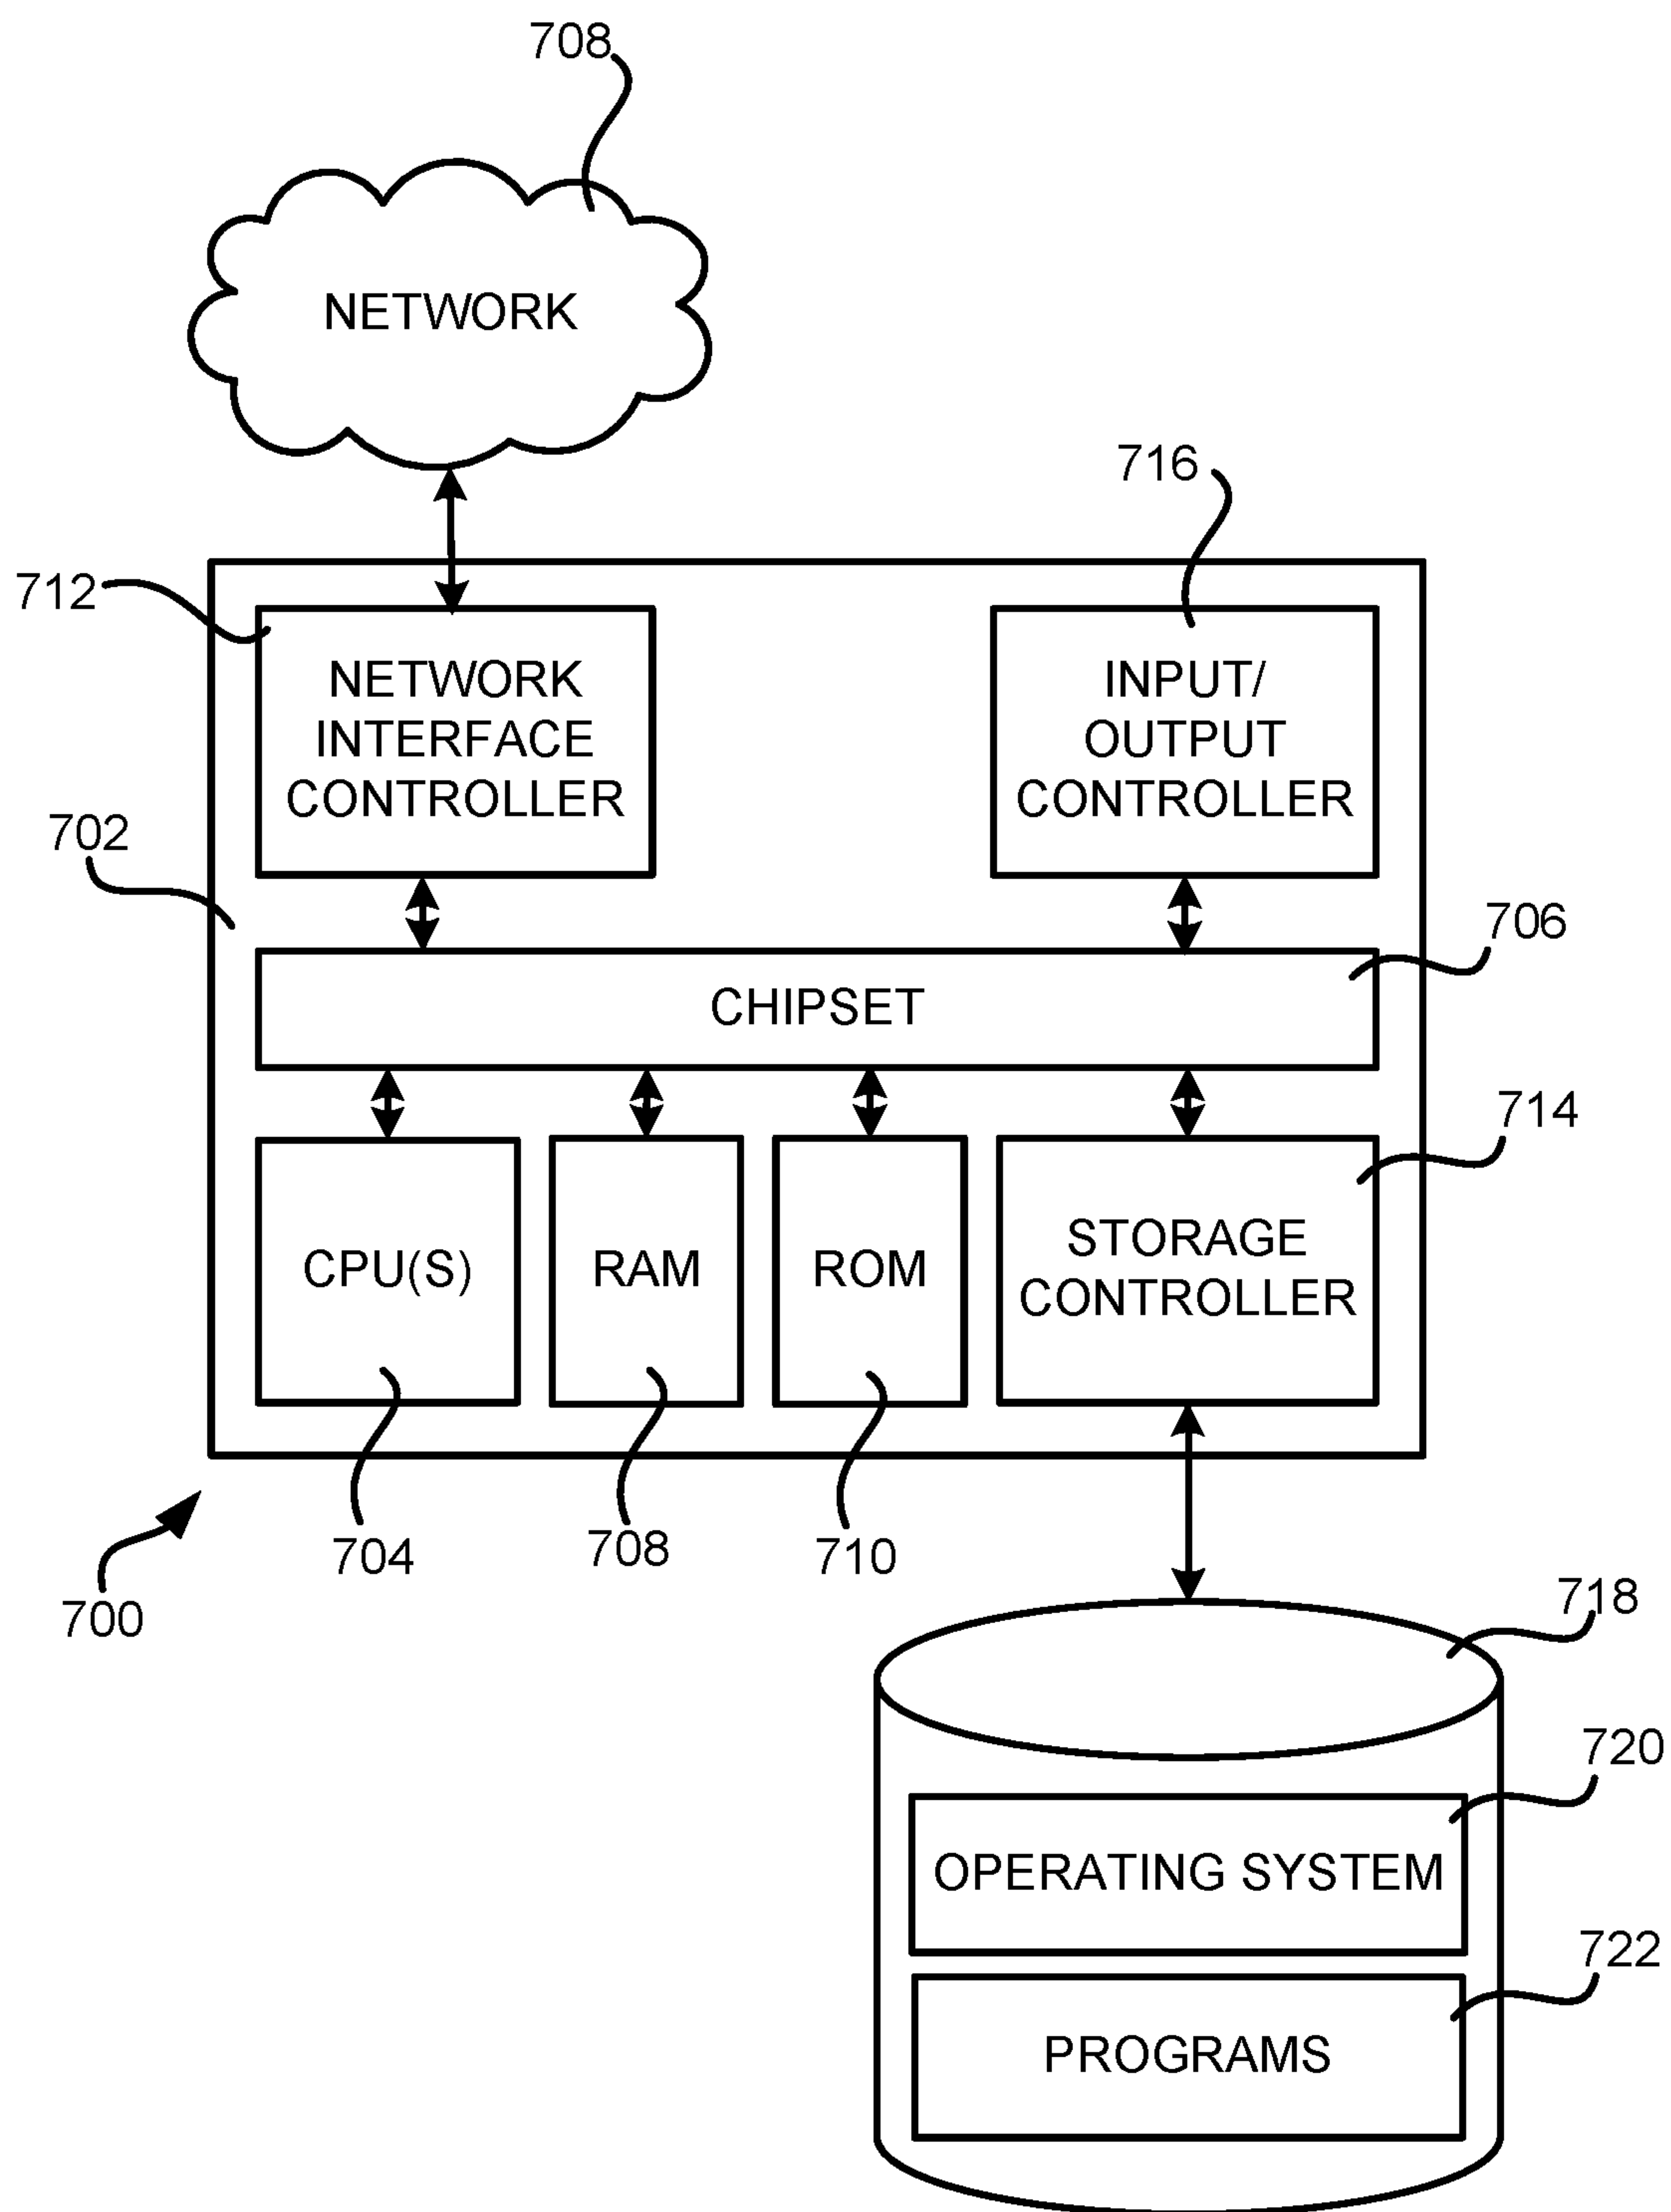 708
NETWORK
716
712
NETWORK
INTERFACE
CONTROLLER
INPUT/
OUTPUT
CONTROLLER
702
706
CHIPSET
714
CPU(S)
RAM
ROM
STORAGE
CONTROLLER
704
708
710
700
718
720
OPERATING SYSTEM
722
PROGRAMS